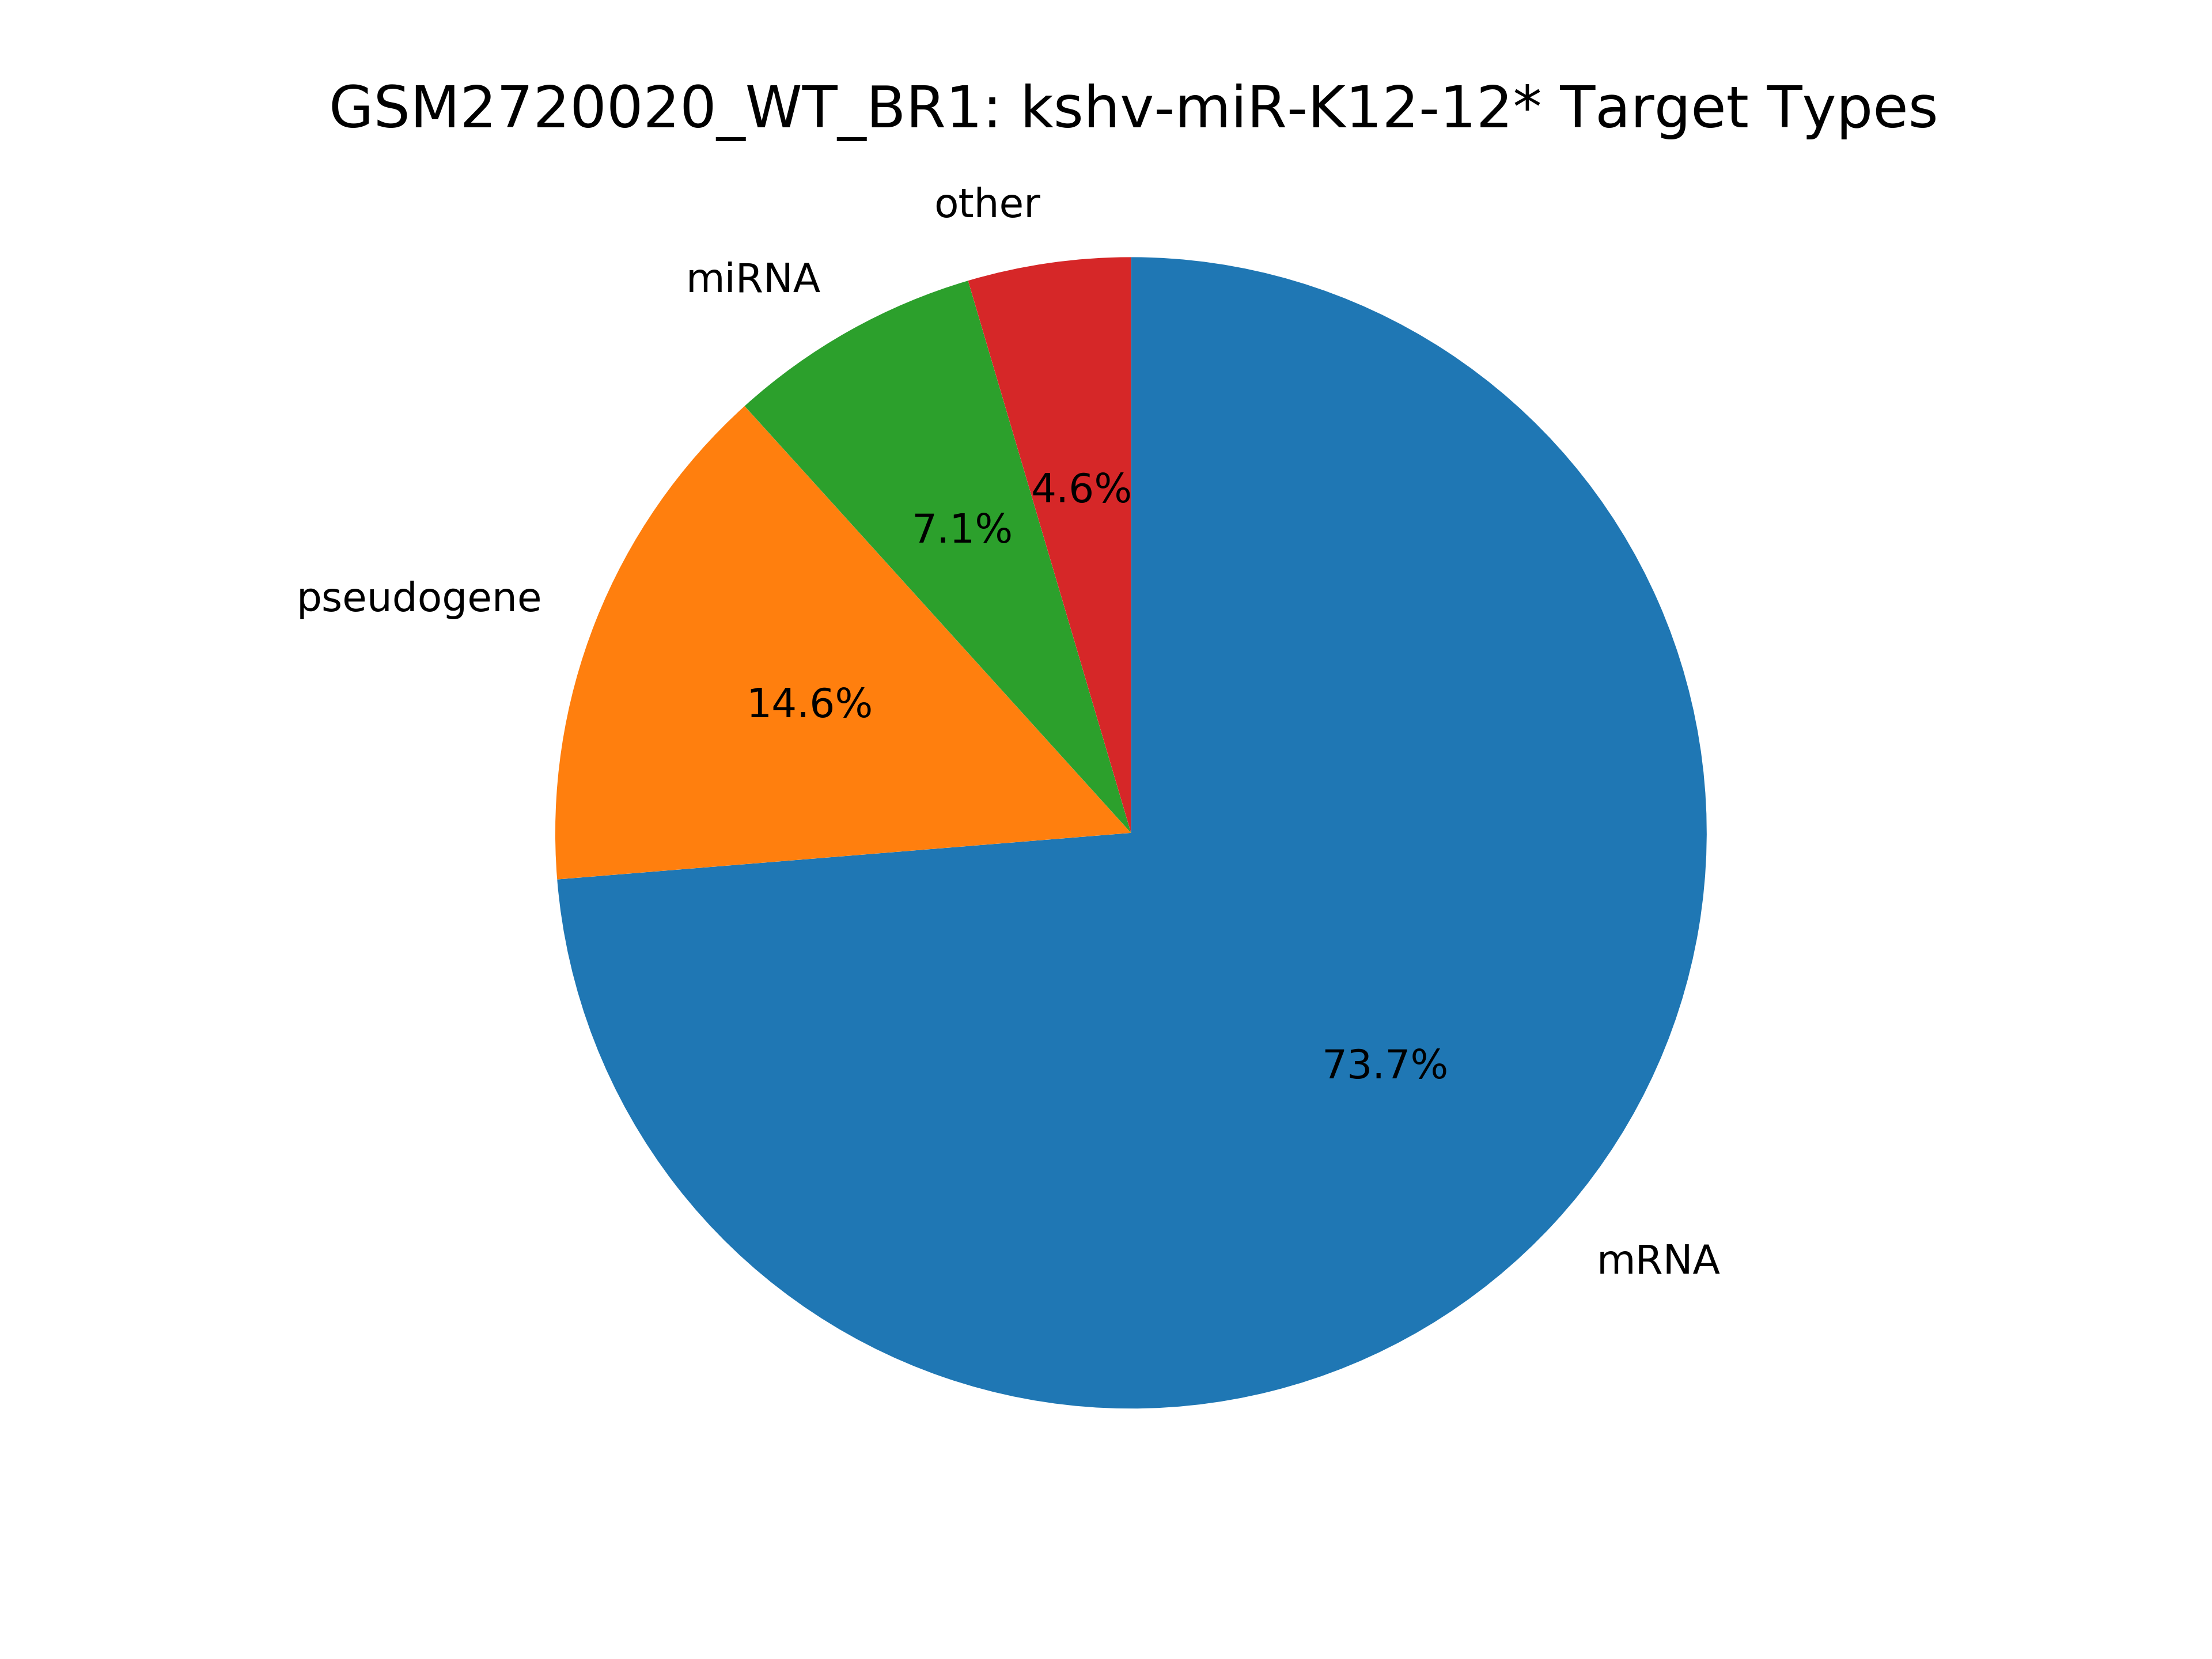 GSM2720020_WT_BR1: kshv-miR-K12-12* Target Types
other
miRNA
4.6%
7.1%
pseudogene
14.6%
73.7%
mRNA